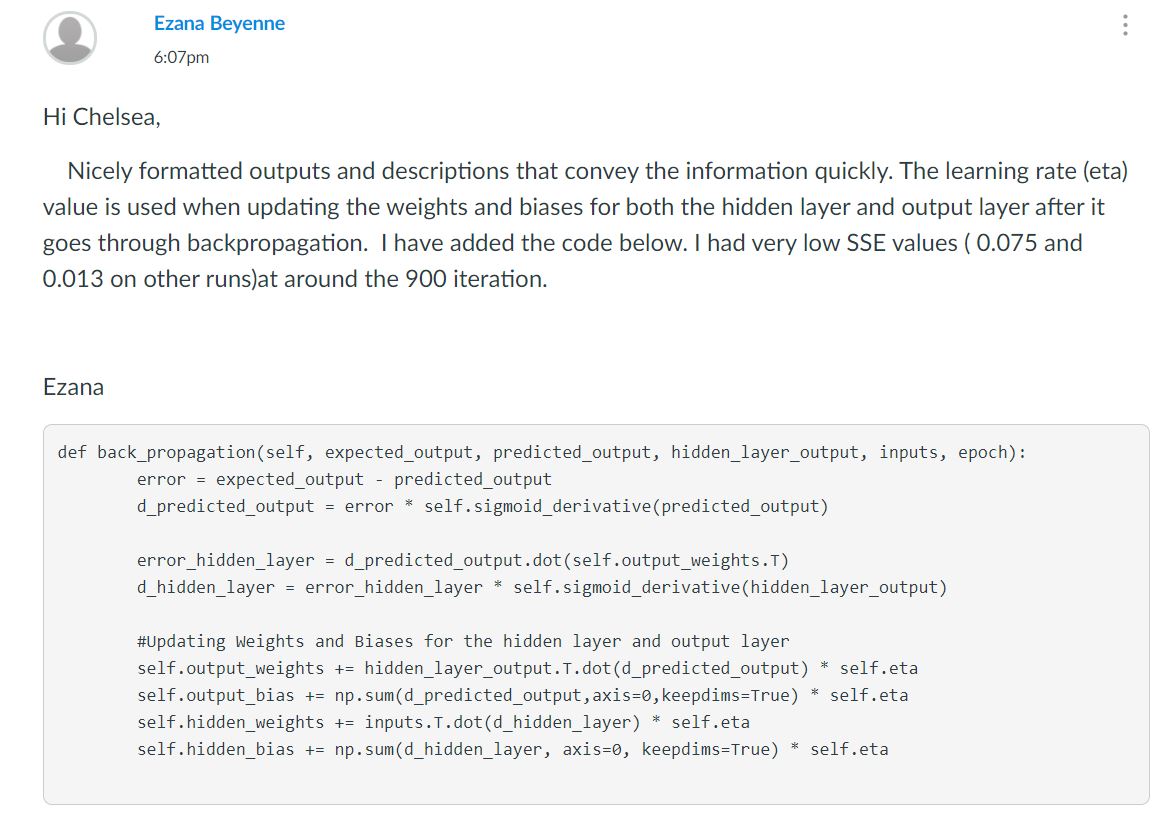 Ezana Beyenne
6:07pm
Hi Chelsea,
Nicely formatted outputs and descriptions that convey the information quickly. The learning rate (eta)
value is used when updating the weights and biases for both the hidden layer and output layer after it
goes through backpropagation.  I have added the code below. I had very low SSE values ( 0.075 and
0.013 on other runs)at around the 900 iteration.
Ezana
def back_propagation(self, expected_output, predicted_output, hidden_layer_output, inputs, epoch):
        error = expected_output - predicted_output
        d_predicted_output = error * self.sigmoid_derivative(predicted_output)
        error_hidden_layer = d_predicted_output.dot(self.output_weights.T)
        d_hidden_layer = error_hidden_layer * self.sigmoid_derivative(hidden_layer_output)
        #Updating Weights and Biases for the hidden layer and output layer
        self.output_weights += hidden_layer_output.T.dot(d_predicted_output) * self.eta
        self.output_bias += np.sum(d_predicted_output,axis=0,keepdims=True) * self.eta
        self.hidden_weights += inputs.T.dot(d_hidden_layer) * self.eta
        self.hidden_bias += np.sum(d_hidden_layer, axis=0, keepdims=True) * self.eta